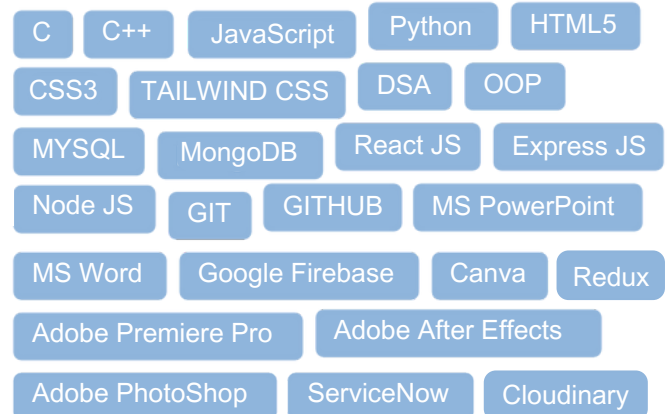 C C++ JavaScript Python HTML5
CSS3 TAILWIND CSS DSA OOP
MYSQL MongoDB React JS Express JS
Node JS GIT GITHUB MS PowerPoint
MS Word Google Firebase Canva Redux
Adobe Premiere Pro Adobe After Effects
Adobe PhotoShop ServiceNow Cloudinary